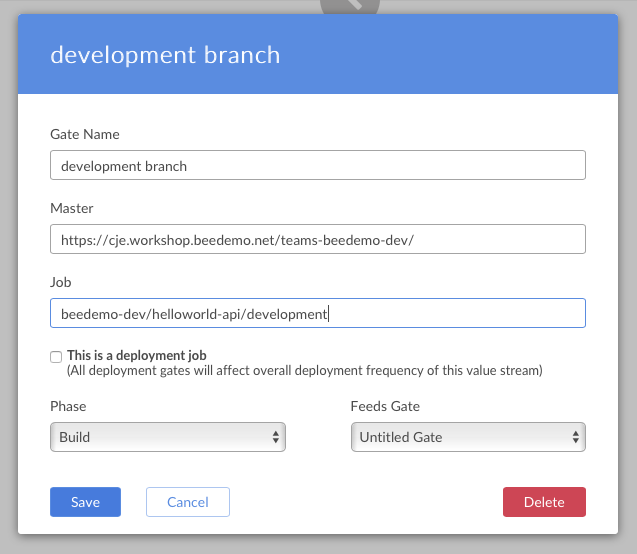 development branch
Gate Name
development branch
Master
https://cje.workshop.beedemo.net/teams-beedemo-dev/
Job
beedemo-dev/helloworld-api/development
This is a deployment job
(All deployment gates will affect overall deployment frequency of this value stream)
Phase
Feeds Gate
Build
Untitled Gate
Save
Cancel
Delete